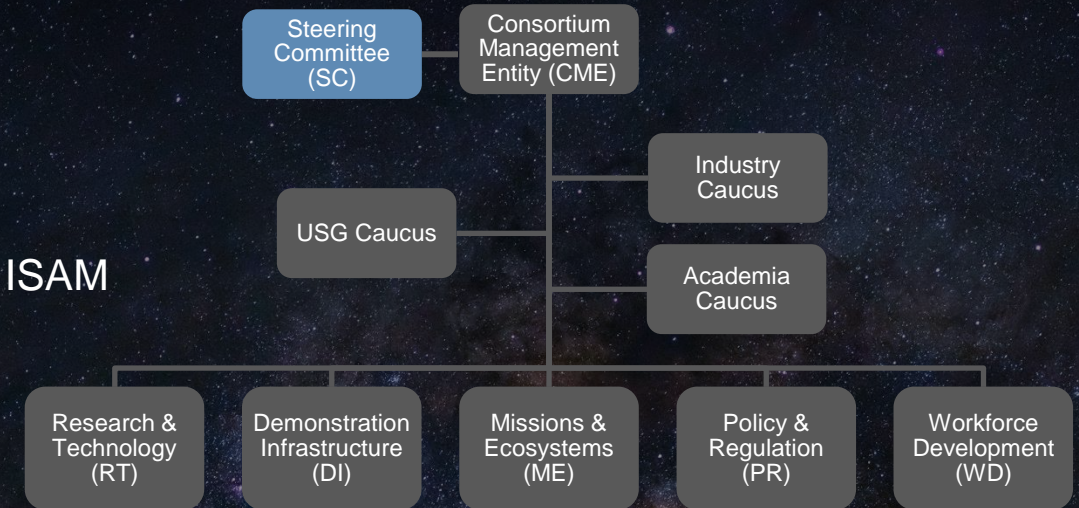 Steering
Committee
(SC)
Consortium
Management
Entity (CME)
Industry
Caucus
USG Caucus
ISAM
Academia
Caucus
Research &
Technology
(RT)
Demonstration
Infrastructure
(DI)
Missions &
Ecosystems
(ME)
Policy &
Regulation
(PR)
Workforce
Development
(WD)